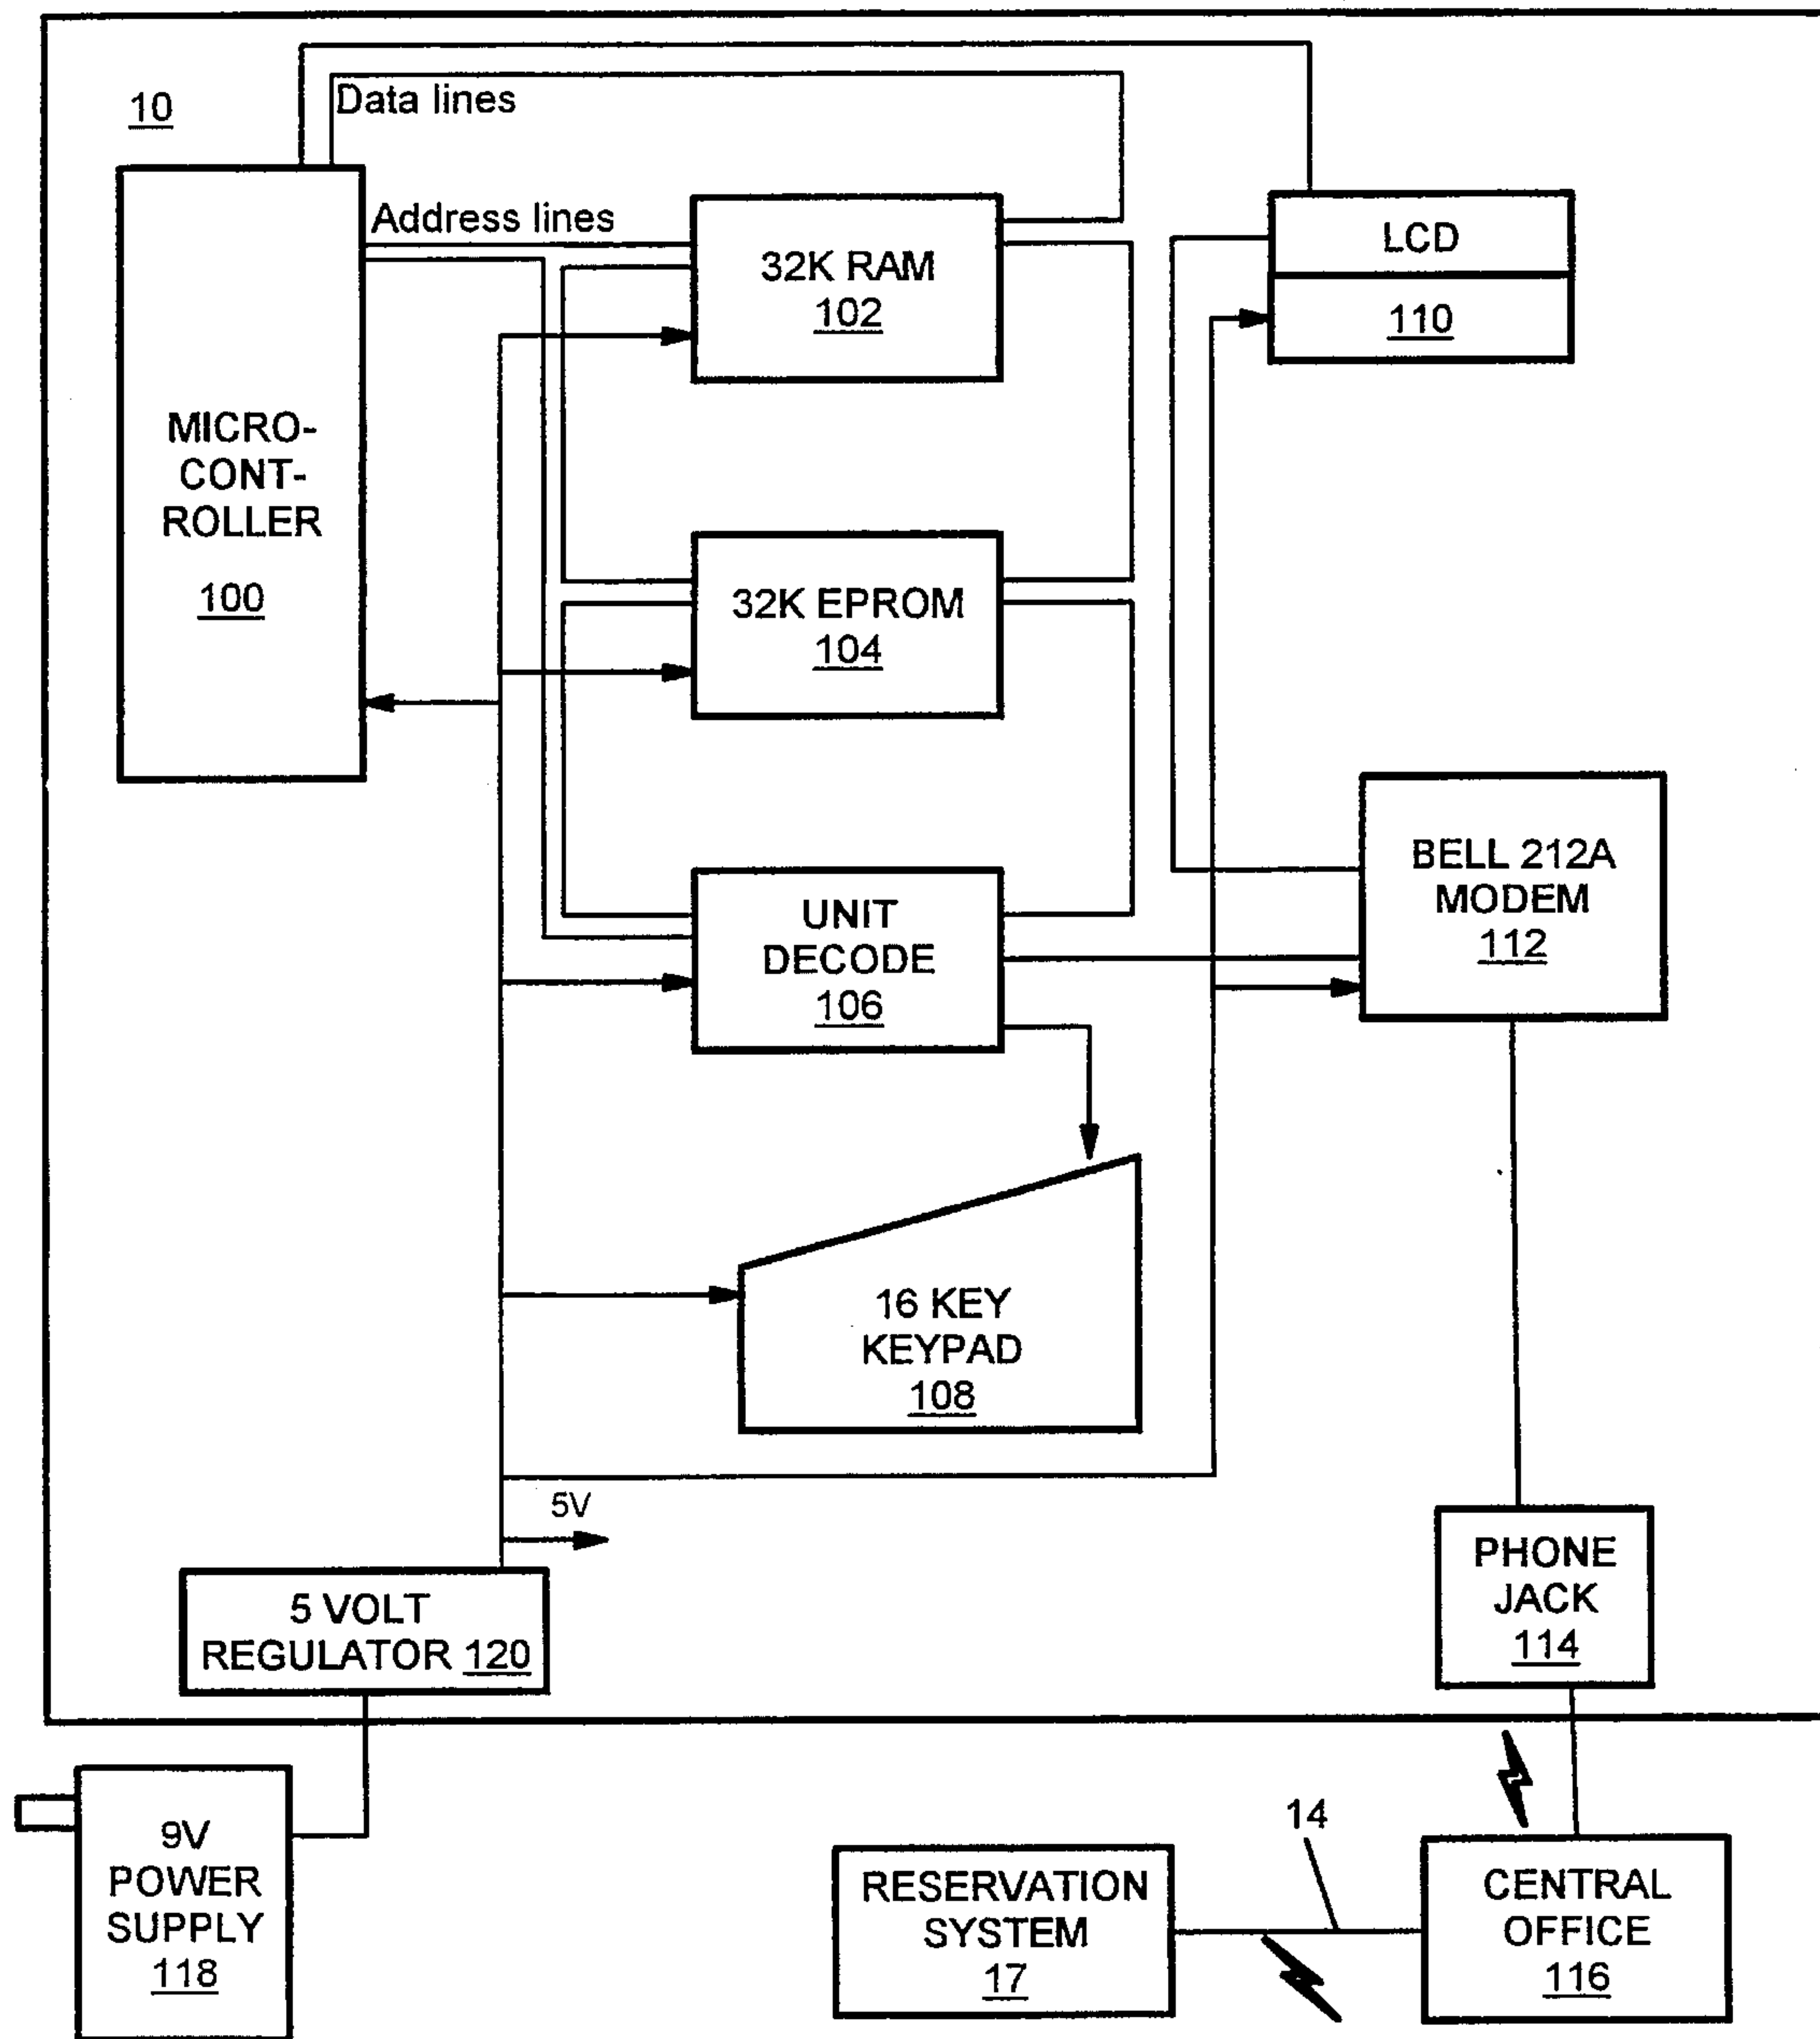 10
Data lines
Address lines
MICRO-
CONT-
ROLLER
100
32K RAM
102
LCD
110
32K EPROM
104
UNIT
DECODE
106
BELL 212A
MODEM
112
16 KEY
KEYPAD
108
5V
5 VOLT
REGULATOR 120
PHONE
JACK
114
9V
POWER
SUPPLY
118
RESERVATION
SYSTEM
17
14
CENTRAL
OFFICE
116